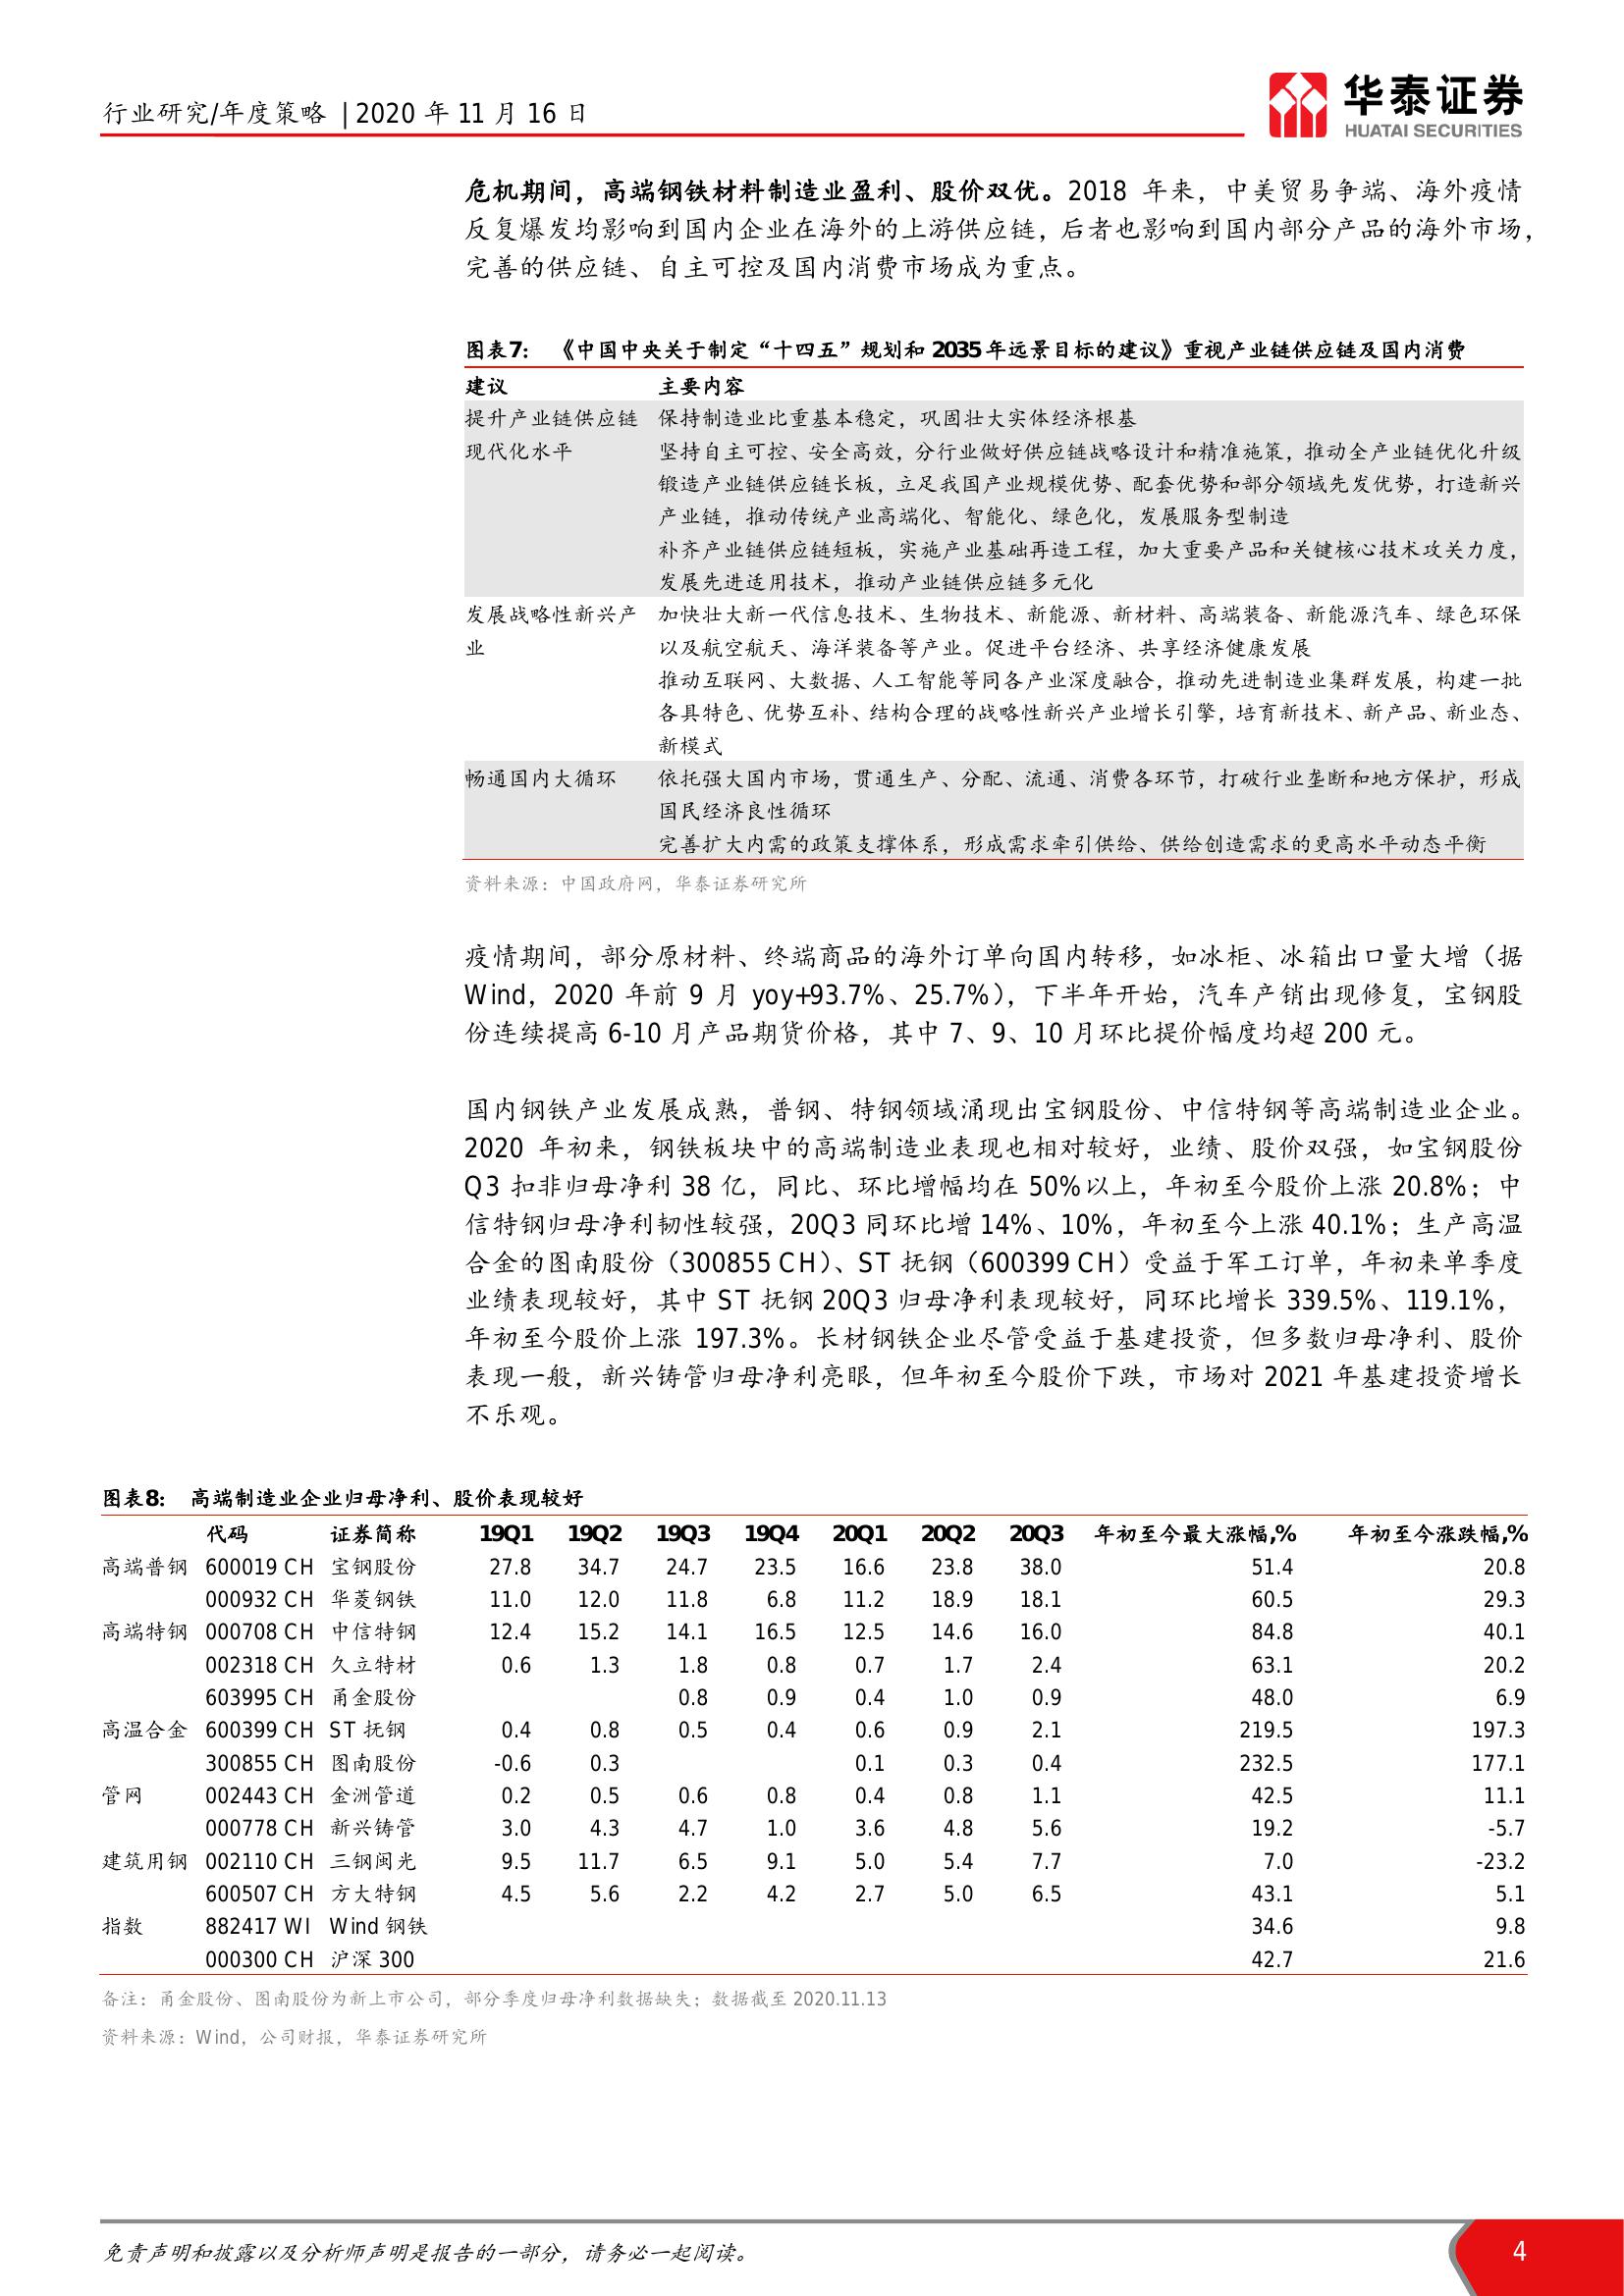 行业研究/年度策略 | 2020 年 11 月 16 日
华泰证券
HUATAI SECURITIES
危机期间，高端钢铁材料制造业盈利、股价双优。2018 年来，中美贸易争端、海外疫情
反复爆发均影响到国内企业在海外的上游供应链，后者也影响到国内部分产品的海外市场，
完善的供应链、自主可控及国内消费市场成为重点。
图表7： 《中国中央关于制定“十四五”规划和 2035 年远景目标的建议》重视产业链供应链及国内消费
建议 主要内容
提升产业链供应链 保持制造业比重基本稳定，巩固壮大实体经济根基
现代化水平 坚持自主可控、安全高效，分行业做好供应链战略设计和精准施策，推动全产业链优化升级
锻造产业链供应链长板，立足我国产业规模优势、配套优势和部分领域先发优势，打造新兴
产业链，推动传统产业高端化、智能化、绿色化，发展服务型制造
补齐产业链供应链短板，实施产业基础再造工程，加大重要产品和关键核心技术攻关力度，
发展先进适用技术，推动产业链供应链多元化
发展战略性新兴产 加快壮大新一代信息技术、生物技术、新能源、新材料、高端装备、新能源汽车、绿色环保
业 以及航空航天、海洋装备等产业。促进平台经济、共享经济健康发展
推动互联网、大数据、人工智能等同各产业深度融合，推动先进制造业集群发展，构建一批
各具特色、优势互补、结构合理的战略性新兴产业增长引擎，培育新技术、新产品、新业态、
新模式
畅通国内大循环 依托强大国内市场，贯通生产、分配、流通、消费各环节，打破行业垄断和地方保护，形成
国民经济良性循环
完善扩大内需的政策支撑体系，形成需求牵引供给、供给创造需求的更高水平动态平衡
资料来源：中国政府网，华泰证券研究所
疫情期间，部分原材料、终端商品的海外订单向国内转移，如冰柜、冰箱出口量大增（据
Wind，2020 年前 9 月 yoy+93.7%、25.7%），下半年开始，汽车产销出现修复，宝钢股
份连续提高 6-10 月产品期货价格，其中 7、9、10 月环比提价幅度均超 200 元。
国内钢铁产业发展成熟，普钢、特钢领域涌现出宝钢股份、中信特钢等高端制造业企业。
2020 年初来，钢铁板块中的高端制造业表现也相对较好，业绩、股价双强，如宝钢股份
Q3 扣非归母净利 38 亿，同比、环比增幅均在 50%以上，年初至今股价上涨 20.8%；中
信特钢归母净利韧性较强，20Q3 同环比增 14%、10%，年初至今上涨 40.1%；生产高温
合金的图南股份（300855 CH）、ST 抚钢（600399 CH）受益于军工订单，年初来单季度
业绩表现较好，其中 ST 抚钢 20Q3 归母净利表现较好，同环比增长 339.5%、119.1%，
年初至今股价上涨 197.3%。长材钢铁企业尽管受益于基建投资，但多数归母净利、股价
表现一般，新兴铸管归母净利亮眼，但年初至今股价下跌，市场对 2021 年基建投资增长
不乐观。
图表8： 高端制造业企业归母净利、股价表现较好
代码 证券简称 19Q1 19Q2 19Q3 19Q4 20Q1 20Q2 20Q3 年初至今最大涨幅,% 年初至今涨跌幅,%
高端普钢 600019 CH 宝钢股份 27.8 34.7 24.7 23.5 16.6 23.8 38.0 51.4 20.8
000932 CH 华菱钢铁 11.0 12.0 11.8 6.8 11.2 18.9 18.1 60.5 29.3
高端特钢 000708 CH 中信特钢 12.4 15.2 14.1 16.5 12.5 14.6 16.0 84.8 40.1
002318 CH 久立特材 0.6 1.3 1.8 0.8 0.7 1.7 2.4 63.1 20.2
603995 CH 甬金股份 0.8 0.9 0.4 1.0 0.9 48.0 6.9
高温合金 600399 CH ST 抚钢 0.4 0.8 0.5 0.4 0.6 0.9 2.1 219.5 197.3
300855 CH 图南股份 -0.6 0.3 0.1 0.3 0.4 232.5 177.1
管网 002443 CH 金洲管道 0.2 0.5 0.6 0.8 0.4 0.8 1.1 42.5 11.1
000778 CH 新兴铸管 3.0 4.3 4.7 1.0 3.6 4.8 5.6 19.2 -5.7
建筑用钢 002110 CH 三钢闽光 9.5 11.7 6.5 9.1 5.0 5.4 7.7 7.0 -23.2
600507 CH 方大特钢 4.5 5.6 2.2 4.2 2.7 5.0 6.5 43.1 5.1
指数 882417 WI Wind 钢铁 34.6 9.8
000300 CH 沪深 300 42.7 21.6
备注：甬金股份、图南股份为新上市公司，部分季度归母净利数据缺失；数据截至 2020.11.13
资料来源：Wind，公司财报，华泰证券研究所
免责声明和披露以及分析师声明是报告的一部分，请务必一起阅读。 4